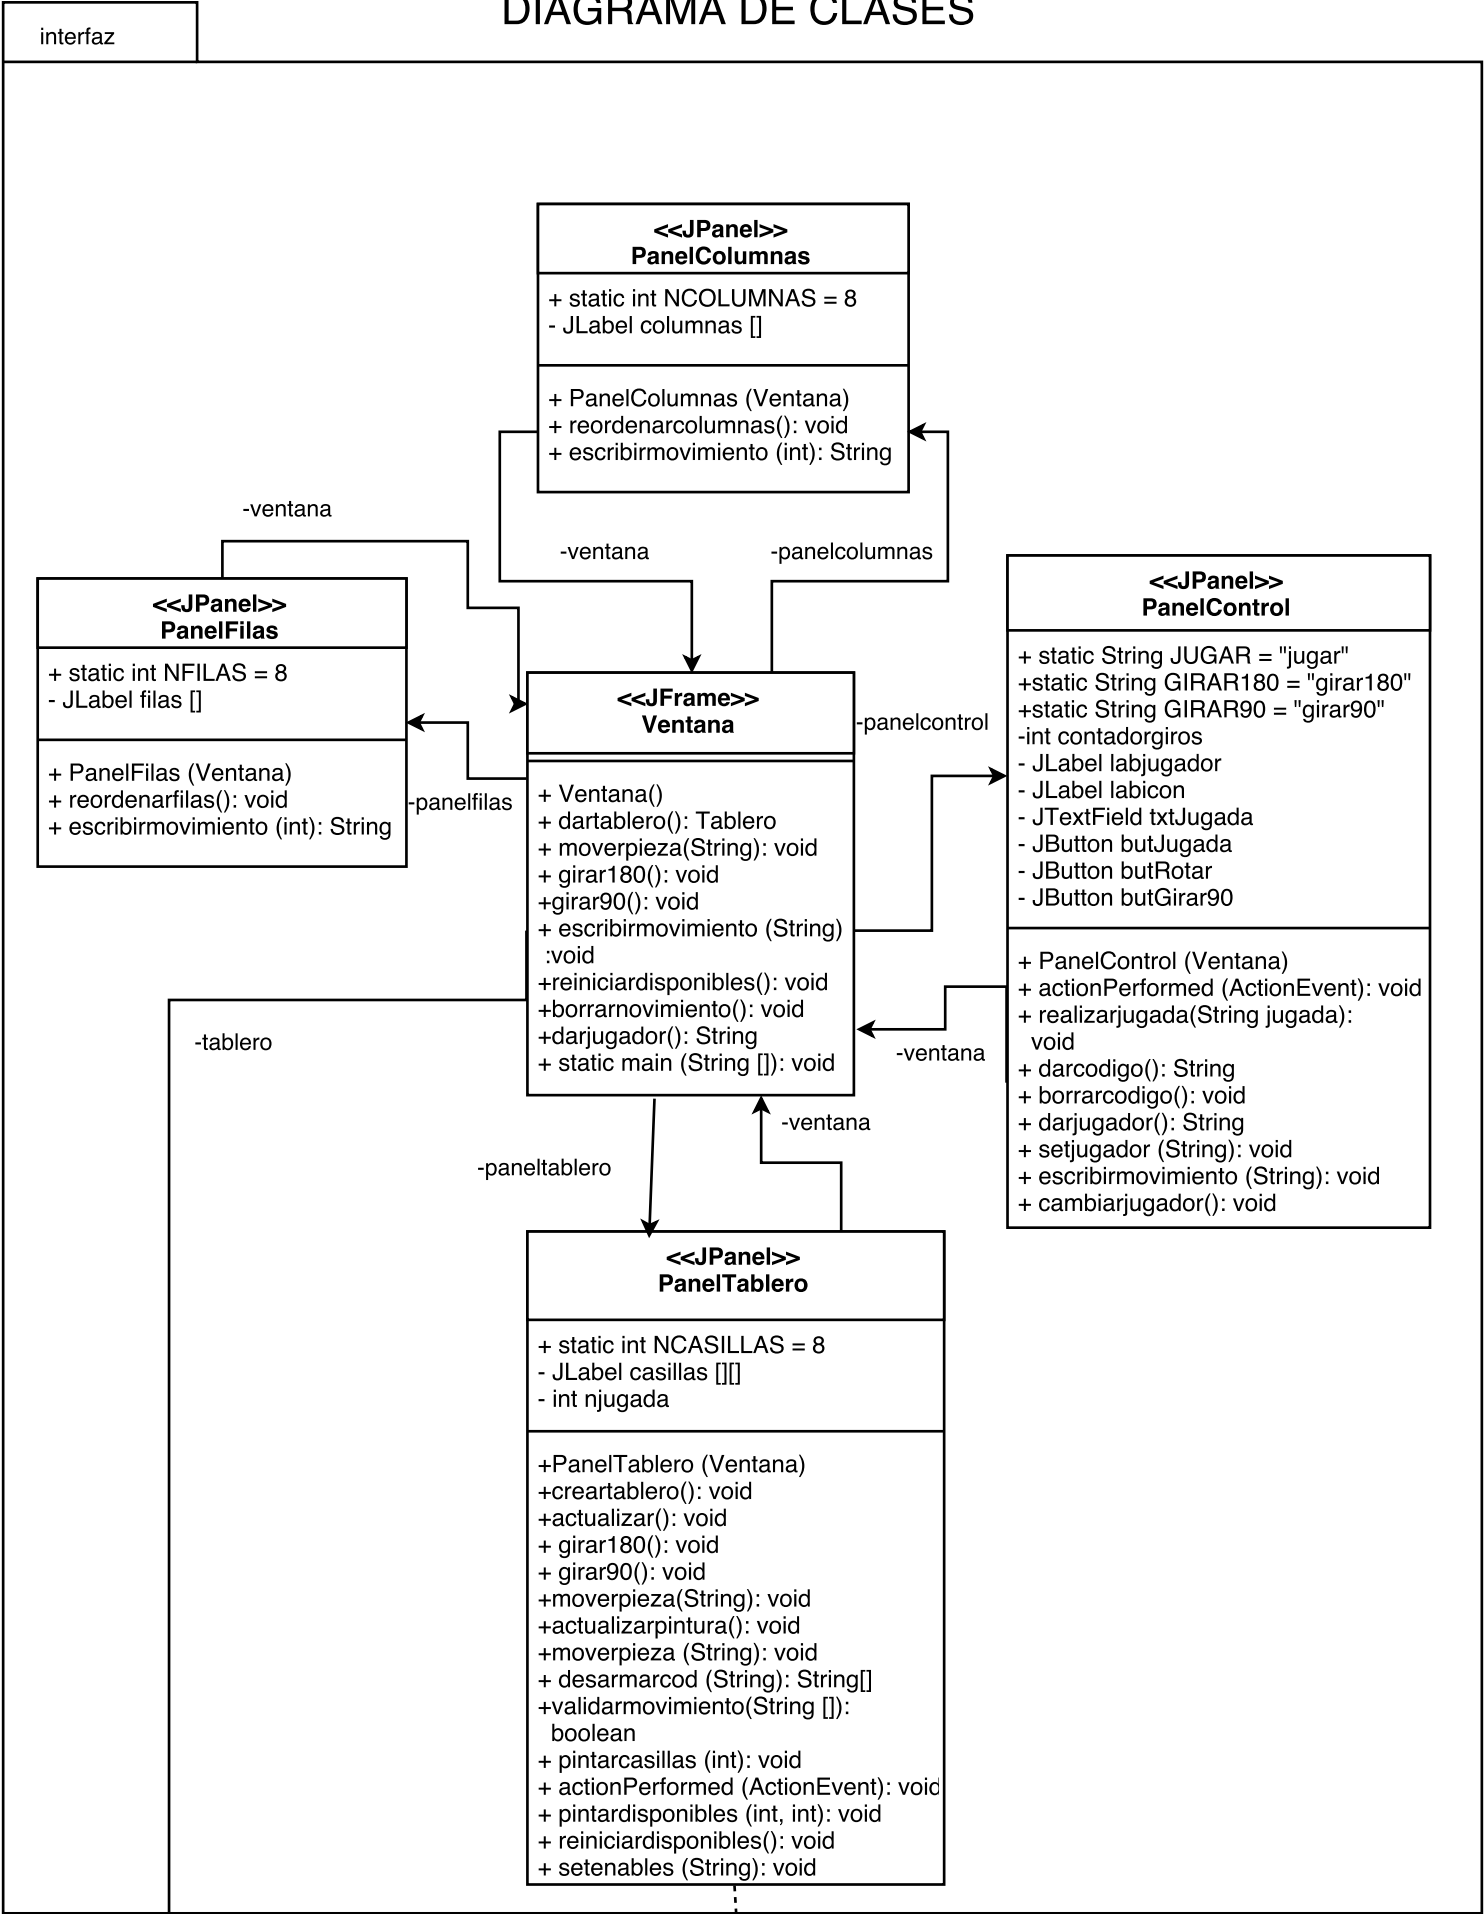 DIAGRAMA DE CLASES
interfaz
<<JPanel>>
PanelColumnas
+ static int NCOLUMNAS = 8
- JLabel columnas []
+ PanelColumnas (Ventana)
+ reordenarcolumnas(): void
+ escribirmovimiento (int): String
-ventana
-ventana
-panelcolumnas
<<JPanel>>
PanelFilas
+ static int NFILAS = 8
- JLabel filas []
+ PanelFilas (Ventana)
+ reordenarfilas(): void
+ escribirmovimiento (int): String
-panelfilas
<<JFrame>>
Ventana
+ Ventana()
+ dartablero(): Tablero
+ moverpieza(String): void
+ girar180(): void
+girar90(): void
+ escribirmovimiento (String)
:void
+reiniciardisponibles(): void
+borrarnovimiento(): void
+darjugador(): String
+ static main (String []): void
-panelcontrol
<<JPanel>>
PanelControl
+ static String JUGAR = "jugar"
+static String GIRAR180 = "girar180"
+static String GIRAR90 = "girar90"
-int contadorgiros
- JLabel labjugador
- JLabel labicon
- JTextField txtJugada
- JButton butJugada
- JButton butRotar
- JButton butGirar90
+ PanelControl (Ventana)
+ actionPerformed (ActionEvent): void
+ realizarjugada(String jugada):
void
+ darcodigo(): String
+ borrarcodigo(): void
+ darjugador(): String
+ setjugador (String): void
+ escribirmovimiento (String): void
+ cambiarjugador(): void
-tablero
-ventana
-ventana
-paneltablero
<<JPanel>>
PanelTablero
+ static int NCASILLAS = 8
- JLabel casillas [][]
- int njugada
+PanelTablero (Ventana)
+creartablero(): void
+actualizar(): void
+ girar180(): void
+ girar90(): void
+moverpieza(String): void
+actualizarpintura(): void
+moverpieza (String): void
+ desarmarcod (String): String[]
+validarmovimiento(String []):
boolean
+ pintarcasillas (int): void
+ actionPerformed (ActionEvent): void
+ pintardisponibles (int, int): void
+ reiniciardisponibles(): void
+ setenables (String): void